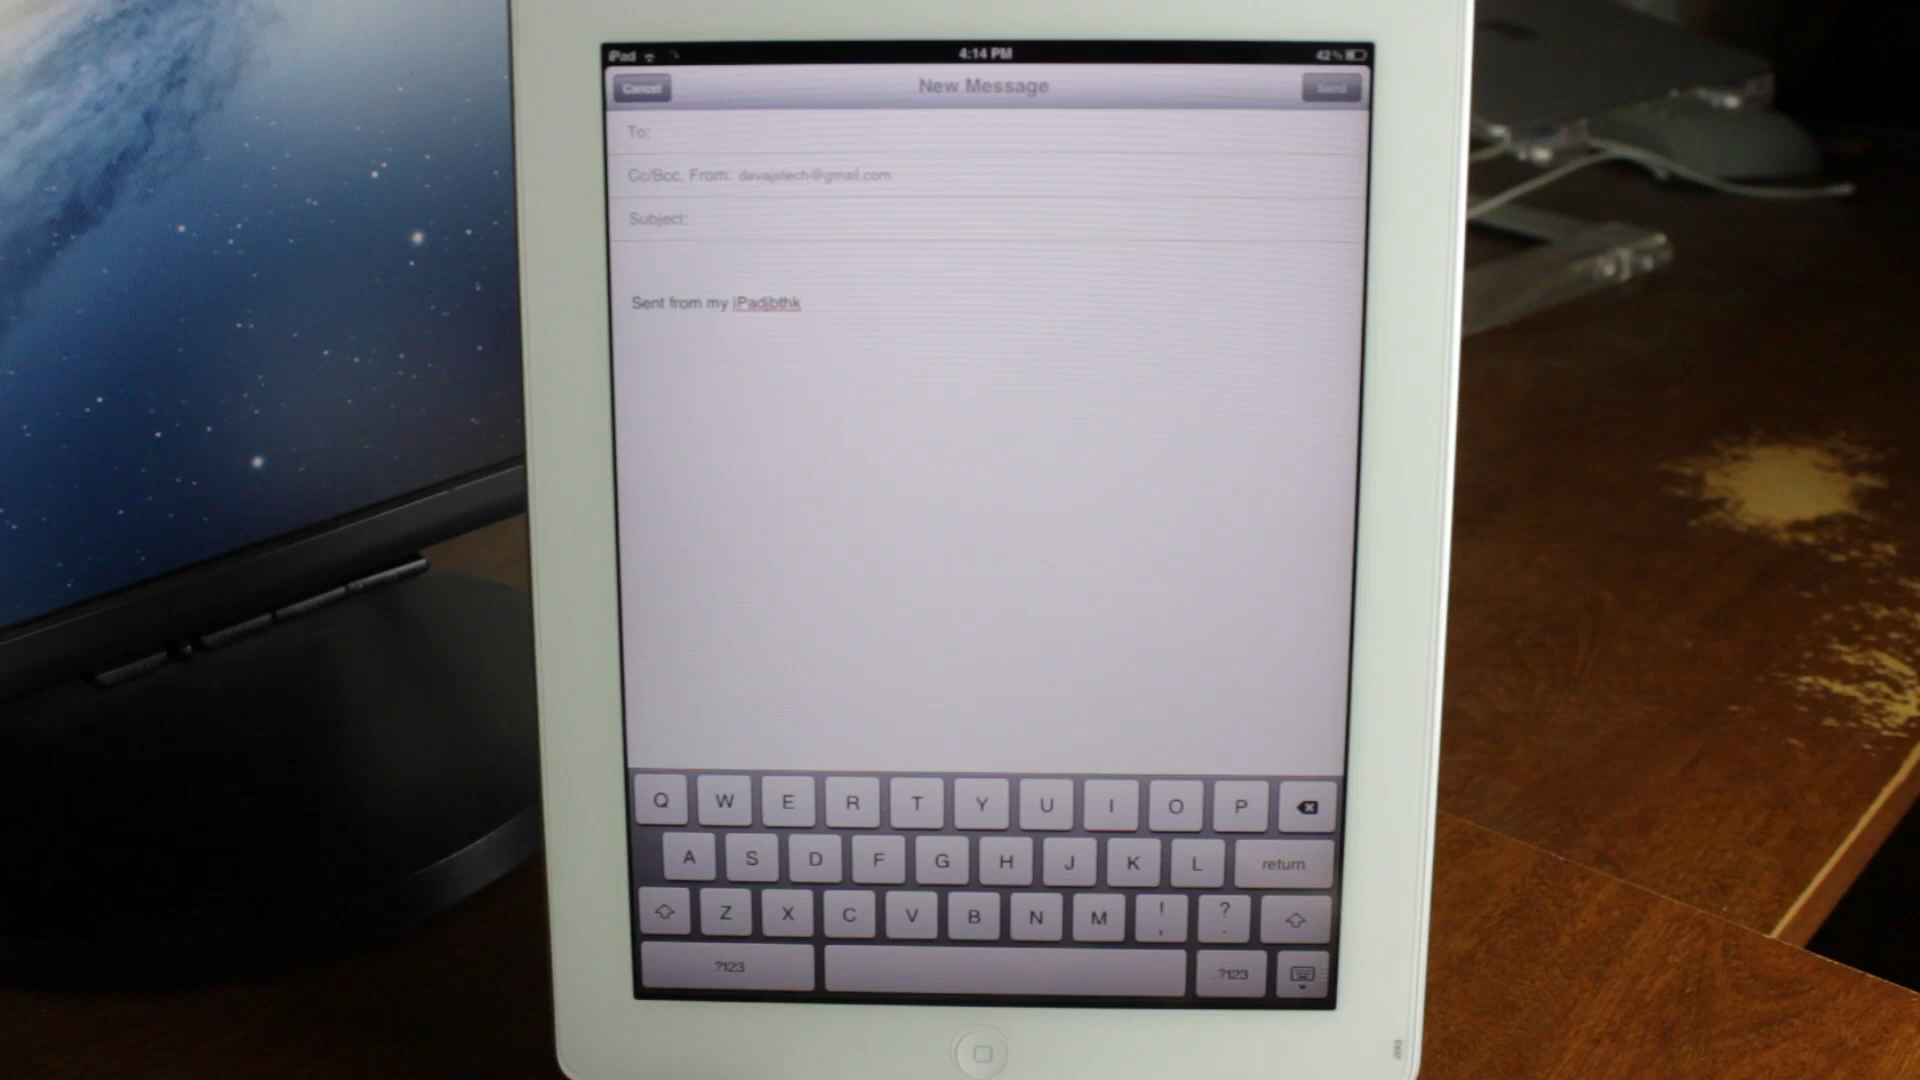 iPad 4:14 PM 42%
Cancel New Message Send
To:
Cc/Bcc, From: devajstech@gmail.com
Subject:
Sent from my iPadjbthk
Q W E R T Y U I O P
A S D F G H J K L return
Z X C V B N M ! , ? .
.?123 .?123